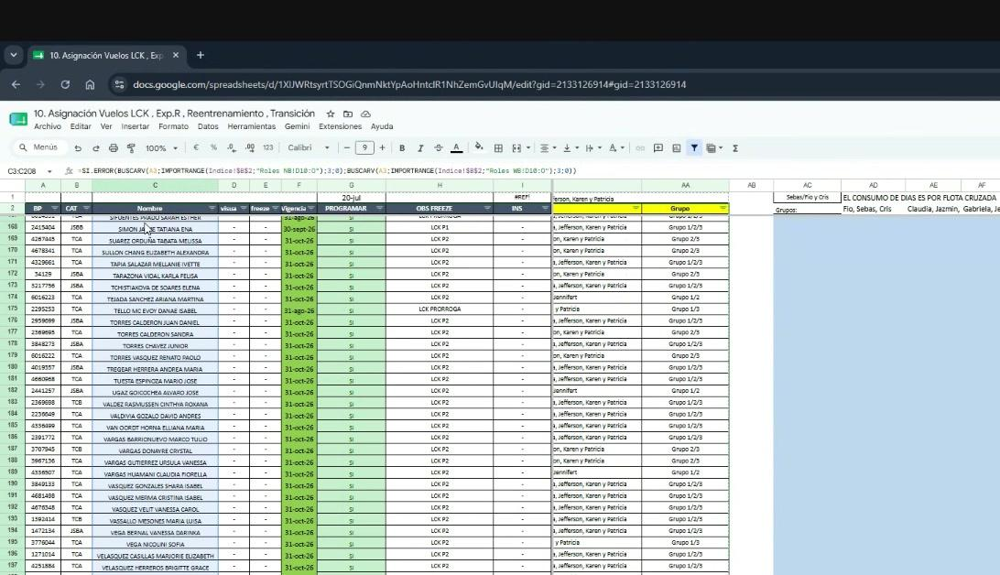 10. Asignación Vuelos LCK , Exp
docs.google.com/spreadsheets/d/1XIJWRtsyrtTSOGiQnmNktYpAoHntclR1NhZemGvUIqM/edit?gid=2133126914#gid=2133126914
10. Asignación Vuelos LCK , Exp.R , Reentrenamiento , Transición
Archivo Editar Ver Insertar Formato Datos Herramientas Gemini Extensiones Ayuda
Menús 100% € % .0 .00 123 Calibri 9 B I S A
C3:C208 fx =SI.ERROR(BUSCARV(A3;IMPORTRANGE(Indice!$B$2;"Roles NB!D10:O");3;0);BUSCARV(A3;IMPORTRANGE(Indice!$B$2;"Roles WB!D10:O");3;0))
A B C D E F G H I AA AB AC AD AE AF
1 20-jul #REF! ferson, Karen y Patricia Sebas/Fio y Cris EL CONSUMO DE DIAS ES POR FLOTA CRUZADA
2 BP CAT Nombre visua freeze Vigencia PROGRAMAR OBS FREEZE INS Grupo Grupos: Fio, Sebas, Cris Claudia, Jazmin, Gabriela, Je
SIFUENTES PRADO SARAH ESTHER 31-ago-26 SI LCK PRORROGA
168 2415404 JSBB SIMON JA E TATIANA ENA - - 30-sept-26 SI LCK P1 - , Jefferson, Karen y Patricia Grupo 1/2/3
169 4267445 JSBA SUAREZ ORDUÑA TABATA MELISSA - - 31-oct-26 SI LCK P2 - on, Karen y Patricia Grupo 2/3
170 4678341 TCA SULLON CHANG ELIZABETH ALEXANDRA - - 31-oct-26 SI LCK P2 - on, Karen y Patricia Grupo 2/3
171 4329661 TCA TAPIA SALAZAR MELLANIE IVETTE - - 31-oct-26 SI LCK P2 - , Jefferson, Karen y Patricia Grupo 1/2/3
172 34129 JSBA TARAZONA VIDAL KARLA FELISA - - 31-oct-26 SI LCK P2 - on, Karen y Patricia Grupo 2/3
173 5217756 JSBA TCHISTIAKOVA DE SOARES ELENA - - 31-oct-26 SI LCK P2 - , Jefferson, Karen y Patricia Grupo 1/2/3
174 6016223 TCA TEJADA SANCHEZ ARIANA MARTINA - - 31-oct-26 SI LCK P2 - Jennifert Grupo 1/2
175 2295253 TCA TELLO MC EVOY DANAE ISABEL - - 31-ago-26 SI LCK PRORROGA - y Patricia Grupo 1/3
176 2959699 JSBA TORRES CALDERON JUAN DANIEL - - 31-oct-26 SI LCK P2 - , Jefferson, Karen y Patricia Grupo 1/2/3
177 2369695 TCA TORRES CALDERON SANDRA - - 31-oct-26 SI LCK P2 - on, Karen y Patricia Grupo 2/3
178 3848273 JSBA TORRES CHAVEZ JUNIOR - - 31-oct-26 SI LCK P2 - , Jefferson, Karen y Patricia Grupo 1/2/3
179 6016222 TCA TORRES VASQUEZ RENATO PAOLO - - 31-oct-26 SI LCK P2 - on, Karen y Patricia Grupo 2/3
180 4019357 JSBA TREGEAR HERRERA ANDREA MARIA - - 31-oct-26 SI LCK P2 - , Jefferson, Karen y Patricia Grupo 1/2/3
181 4660968 TCA TUESTA ESPINOZA MARIO JOSE - - 31-oct-26 SI LCK P2 - , Jefferson, Karen y Patricia Grupo 1/2/3
182 2441257 JSBA UGAZ GOICOCHEA ALVARO JOSE - - 31-oct-26 SI LCK P2 - Jennifert Grupo 1/2
183 2369698 TCB VALDEZ RASMUSSEN CINTHYA ROXANA - - 31-oct-26 SI LCK P2 - , Jefferson, Karen y Patricia Grupo 1/2/3
184 2236649 TCA VALDIVIA GOZALO DAVID ANDRES - - 31-oct-26 SI LCK P2 - , Jefferson, Karen y Patricia Grupo 1/2/3
185 4336499 TCA VAN OORDT HORNA ELLIANA MARIA - - 31-oct-26 SI LCK P2 - , Jefferson, Karen y Patricia Grupo 1/2/3
186 2391772 TCA VARGAS BARRIONUEVO MARCO TULIO - - 31-oct-26 SI LCK P2 - , Jefferson, Karen y Patricia Grupo 1/2/3
187 3707945 TCB VARGAS DONAYRE CRYSTAL - - 31-oct-26 SI LCK P2 - on, Karen y Patricia Grupo 2/3
188 3967136 TCA VARGAS GUTIERREZ URSULA VANESSA - - 31-oct-26 SI LCK P2 - on, Karen y Patricia Grupo 2/3
189 4336507 TCA VARGAS HUAMANI CLAUDIA FIORELLA - - 31-oct-26 SI LCK P2 - Jennifert Grupo 1/2
190 3849133 TCA VASQUEZ GONZALES SHARA ISABEL - - 31-oct-26 SI LCK P2 - , Jefferson, Karen y Patricia Grupo 1/2/3
191 4681498 TCA VASQUEZ MERMA CRISTINA ISABEL - - 31-oct-26 SI LCK P2 - , Jefferson, Karen y Patricia Grupo 1/2/3
192 4676348 TCA VASQUEZ VELIT VANESSA CAROL - - 31-oct-26 SI LCK P2 - , Jefferson, Karen y Patricia Grupo 1/2/3
193 1392414 TCB VASSALLO MESONES MARIA LUISA - - 31-oct-26 SI LCK P2 - , Jefferson, Karen y Patricia Grupo 1/2/3
194 1472134 JSBA VEGA BERNAL VANESSA DARINKA - - 31-oct-26 SI LCK P2 - , Jefferson, Karen y Patricia Grupo 1/2/3
195 3776044 TCA VEGA NICOLINI SOFIA - - 31-oct-26 SI LCK P2 - y Patricia Grupo 1/3
196 1271014 TCA VELASQUEZ CASILLAS MARJORIE ELIZABETH - - 31-oct-26 SI LCK P2 - , Jefferson, Karen y Patricia Grupo 1/2/3
197 4251884 TCA VELASQUEZ HERREROS BRIGITTE GRACE - - 31-oct-26 SI LCK P2 - , Jefferson, Karen y Patricia Grupo 1/2/3